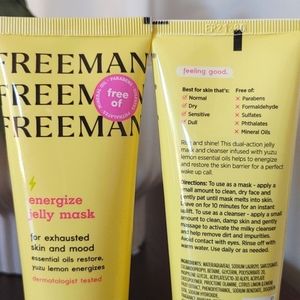 FREEMAN
FREEMAN
FREEMAN
free
of
PARABENS
energize
jelly mask
for exhausted
skin and mood
essential oils restore,
yuzu lemon energizes
dermatologist tested
feeling good.
Best for skin that's:
Normal
Dry
Sensitive
Dull
Free of:
Parabens
Formaldehyde
Sulfates
Phthalates
Mineral Oils
Rise and shine! This dual-action jelly
mask and cleanser infused with yuzu
lemon essential oils helps to energize
and restore the skin barrier for a perfect
wake up call.
Directions: To use as a mask - apply a
small amount to clean, dry face and
gently pat until mask melts into skin.
Leave on for 10 minutes for an instant
uplift. To use as a cleanser - apply a small
amount to clean, damp skin, massage to
activate the milky cleanser and
help remove dirt and impurities.
Avoid contact with eyes. Rinse off with
warm water. Use daily or as needed.
INGREDIENTS: